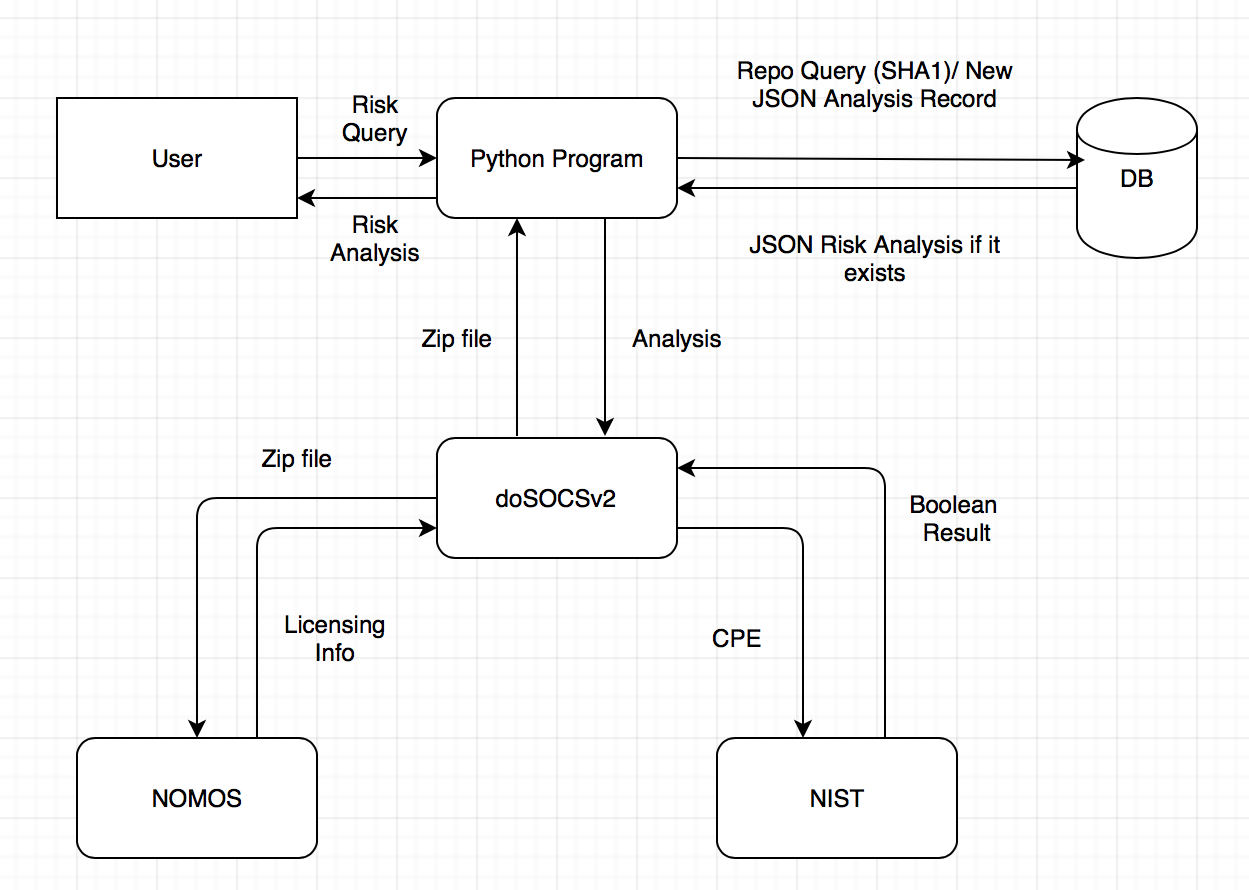 Repo Query (SHA1)/ New
JSON Analysis Record
Risk
Query
User
Python Program
DB
Risk
Analysis
JSON Risk Analysis if it
exists
Zip file
Analysis
Zip file
doSOCSv2
Boolean
Result
Licensing
Info
CPE
NOMOS
NIST